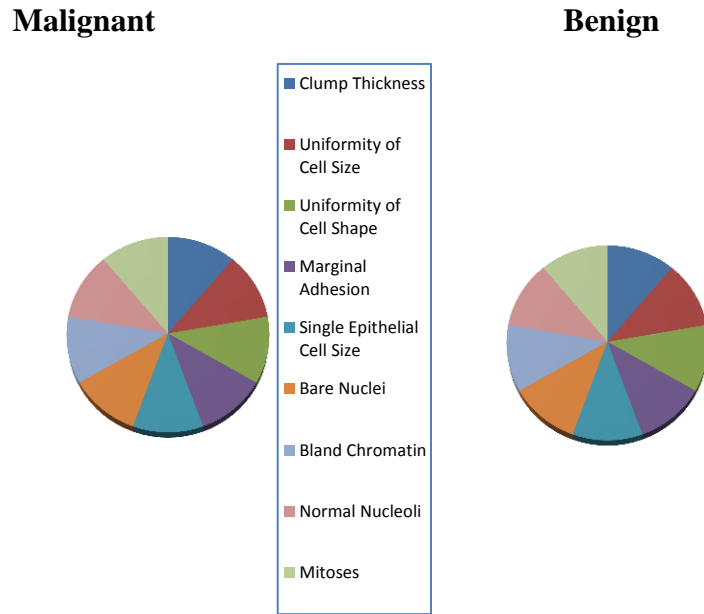 Malignant
Benign
Clump Thickness
Uniformity of
Cell Size
Uniformity of
Cell Shape
Marginal
Adhesion
Single Epithelial
Cell Size
Bare Nuclei
Bland Chromatin
Normal Nucleoli
Mitoses